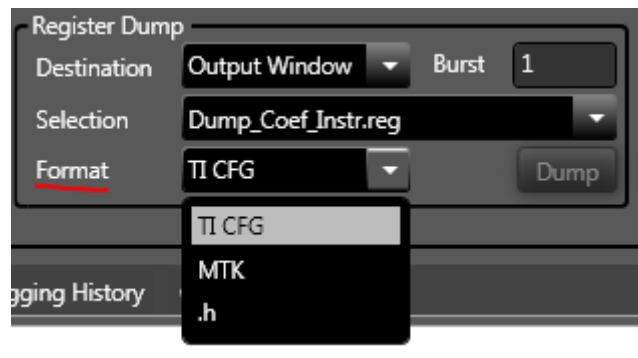 Register Dump
Destination Output Window Burst 1
Selection Dump_Coef_Instr.reg
Format TI CFG Dump
TI CFG
MTK
gging History
.h